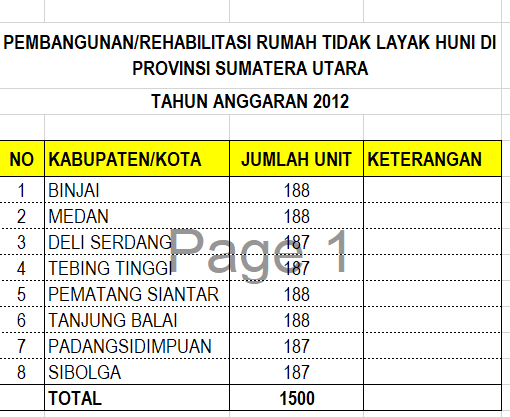 PEMBANGUNAN/REHABILITASI RUMAH TIDAK LAYAK HUNI DI
PROVINSI SUMATERA UTARA
TAHUN ANGGARAN 2012
NO KABUPATEN/KOTA JUMLAH UNIT KETERANGAN
1 BINJAI 188
2 MEDAN 188
3 DELI SERDANG 187
4 TEBING TINGGI 187
5 PEMATANG SIANTAR 188
6 TANJUNG BALAI 188
7 PADANGSIDIMPUAN 187
8 SIBOLGA 187
TOTAL 1500
Page 1